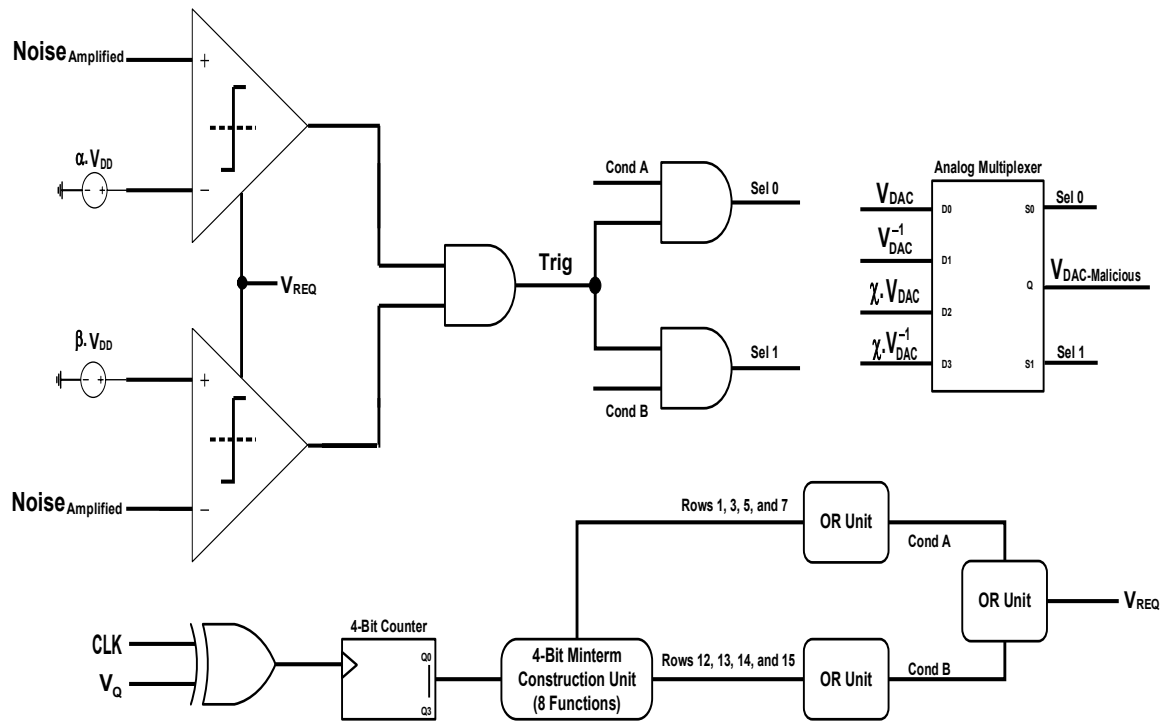 Noise Amplified
α.VDD
VREQ
β.VDD
Noise Amplified
Trig
Cond A
Sel 0
Sel 1
Cond B
Analog Multiplexer
VDAC
D0
S0
Sel 0
V⁻¹DAC
D1
Q
VDAC-Malicious
χ.VDAC
D2
χ.V⁻¹DAC
D3
S1
Sel 1
Rows 1, 3, 5, and 7
OR Unit
Cond A
OR Unit
VREQ
CLK
VQ
4-Bit Counter
Q0
Q3
4-Bit Minterm
Construction Unit
(8 Functions)
Rows 12, 13, 14, and 15
OR Unit
Cond B